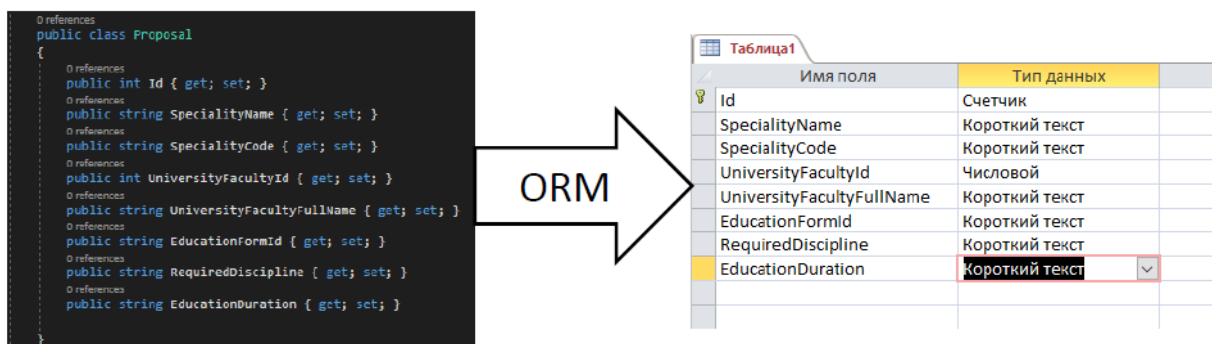 0 references
public class Proposal
{
0 references
public int Id { get; set; }
0 references
public string SpecialityName { get; set; }
0 references
public string SpecialityCode { get; set; }
0 references
public int UniversityFacultyId { get; set; }
0 references
public string UniversityFacultyFullName { get; set; }
0 references
public string EducationFormId { get; set; }
0 references
public string RequiredDiscipline { get; set; }
0 references
public string EducationDuration { get; set; }
}
ORM
Таблица1
Имя поля Тип данных
Id Счетчик
SpecialityName Короткий текст
SpecialityCode Короткий текст
UniversityFacultyId Числовой
UniversityFacultyFullName Короткий текст
EducationFormId Короткий текст
RequiredDiscipline Короткий текст
EducationDuration Короткий текст